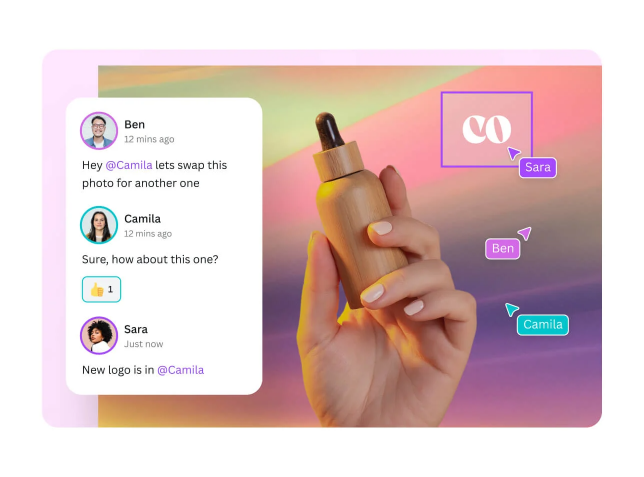 Ben
12 mins ago
Hey @Camila lets swap this
photo for another one
Camila
12 mins ago
Sure, how about this one?
1
Sara
Just now
New logo is in @Camila
CO
Sara
Ben
Camila